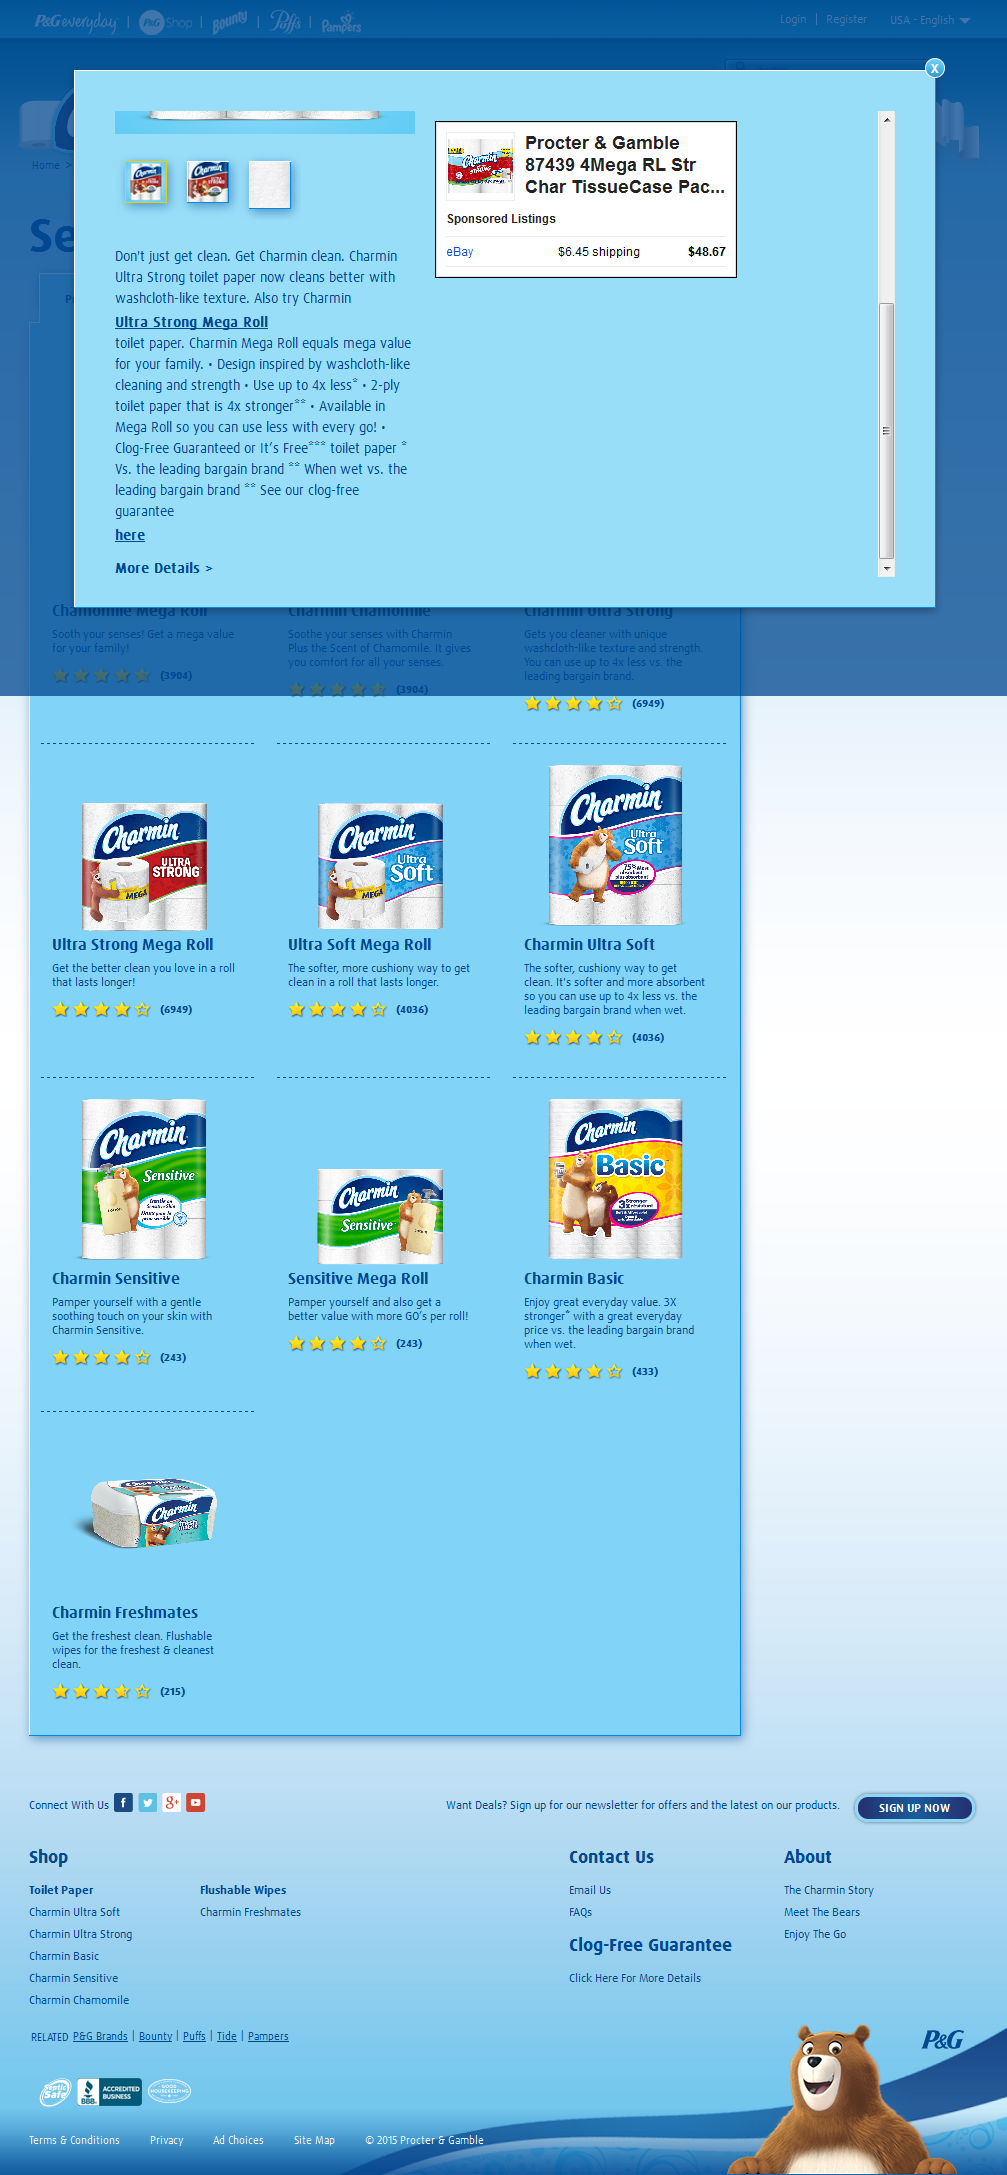 P&G everyday | P&G Shop | Bounty | Puffs | Pampers
Login | Register USA - English
Home >
Se
X
Procter & Gamble
87439 4Mega RL Str
Char TissueCase Pac...
Sponsored Listings
eBay $6.45 shipping $48.67
Don't just get clean. Get Charmin clean. Charmin
Ultra Strong toilet paper now cleans better with
washcloth-like texture. Also try Charmin
Ultra Strong Mega Roll
toilet paper. Charmin Mega Roll equals mega value
for your family. • Design inspired by washcloth-like
cleaning and strength • Use up to 4x less* • 2-ply
toilet paper that is 4x stronger** • Available in
Mega Roll so you can use less with every go! •
Clog-Free Guaranteed or It's Free*** toilet paper *
Vs. the leading bargain brand ** When wet vs. the
leading bargain brand ** See our clog-free
guarantee
here
More Details >
Chamomile Mega Roll
Sooth your senses! Get a mega value
for your family!
(3904)
Charmin Chamomile
Soothe your senses with Charmin
Plus the Scent of Chamomile. It gives
you comfort for all your senses.
(3904)
Charmin Ultra Strong
Gets you cleaner with unique
washcloth-like texture and strength.
You can use up to 4x less vs. the
leading bargain brand.
(6949)
Charmin
ULTRA
STRONG
MEGA
Ultra Strong Mega Roll
Get the better clean you love in a roll
that lasts longer!
(6949)
Charmin
Ultra
Soft
MEGA
Ultra Soft Mega Roll
The softer, more cushiony way to get
clean in a roll that lasts longer.
(4036)
Charmin
Ultra
Soft
Charmin Ultra Soft
The softer, cushiony way to get
clean. It's softer and more absorbent
so you can use up to 4x less vs. the
leading bargain brand when wet.
(4036)
Charmin
Sensitive
Charmin Sensitive
Pamper yourself with a gentle
soothing touch on your skin with
Charmin Sensitive.
(243)
Charmin
Sensitive
Sensitive Mega Roll
Pamper yourself and also get a
better value with more GO's per roll!
(243)
Charmin
Basic
Charmin Basic
Enjoy great everyday value. 3X
stronger* with a great everyday
price vs. the leading bargain brand
when wet.
(433)
Charmin
Charmin Freshmates
Get the freshest clean. Flushable
wipes for the freshest & cleanest
clean.
(215)
Connect With Us
Want Deals? Sign up for our newsletter for offers and the latest on our products. SIGN UP NOW
Shop
Toilet Paper
Charmin Ultra Soft
Charmin Ultra Strong
Charmin Basic
Charmin Sensitive
Charmin Chamomile
Flushable Wipes
Charmin Freshmates
Contact Us
Email Us
FAQs
Clog-Free Guarantee
Click Here For More Details
About
The Charmin Story
Meet The Bears
Enjoy The Go
RELATED P&G Brands | Bounty | Puffs | Tide | Pampers
P&G
Septic
Safe
BBB.
ACCREDITED
BUSINESS
GOOD
HOUSEKEEPING
Terms & Conditions Privacy Ad Choices Site Map © 2015 Procter & Gamble